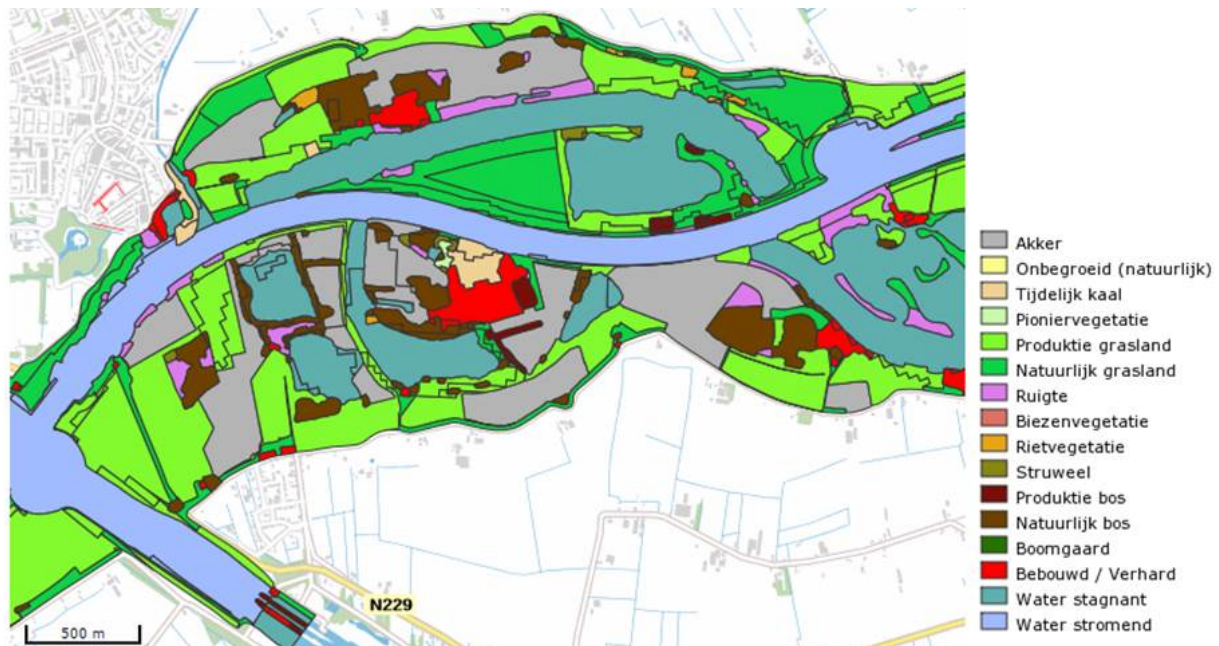 Akker
Onbegroeid (natuurlijk)
Tijdelijk kaal
Pioniervegetatie
Produktie grasland
Natuurlijk grasland
Ruigte
Biezenvegetatie
Rietvegetatie
Struweel
Produktie bos
Natuurlijk bos
Boomgaard
Bebouwd / Verhard
Water stagnant
Water stromend
N229
500 m